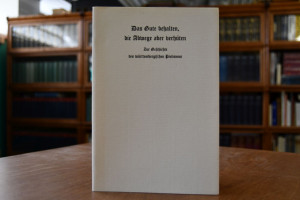 Das Gute behalten,
die Abwege aber verhüten
Zur Geschichte
des württembergischen Pietismus